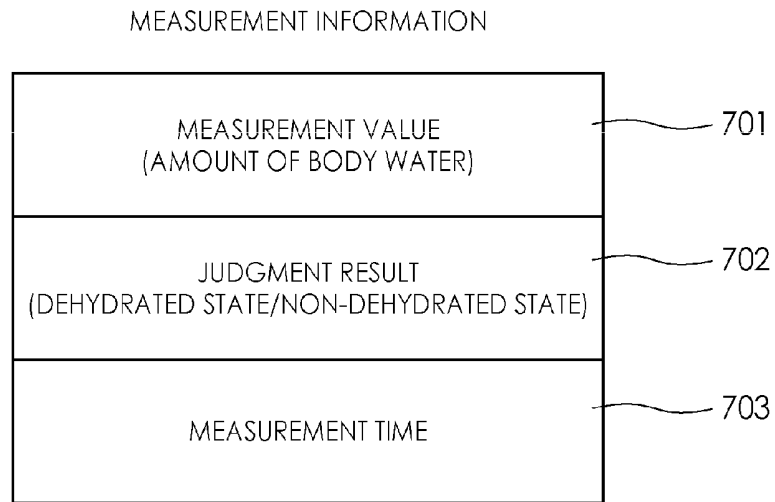 MEASUREMENT INFORMATION
MEASUREMENT VALUE
(AMOUNT OF BODY WATER)
701
JUDGMENT RESULT
(DEHYDRATED STATE/NON-DEHYDRATED STATE)
702
MEASUREMENT TIME
703